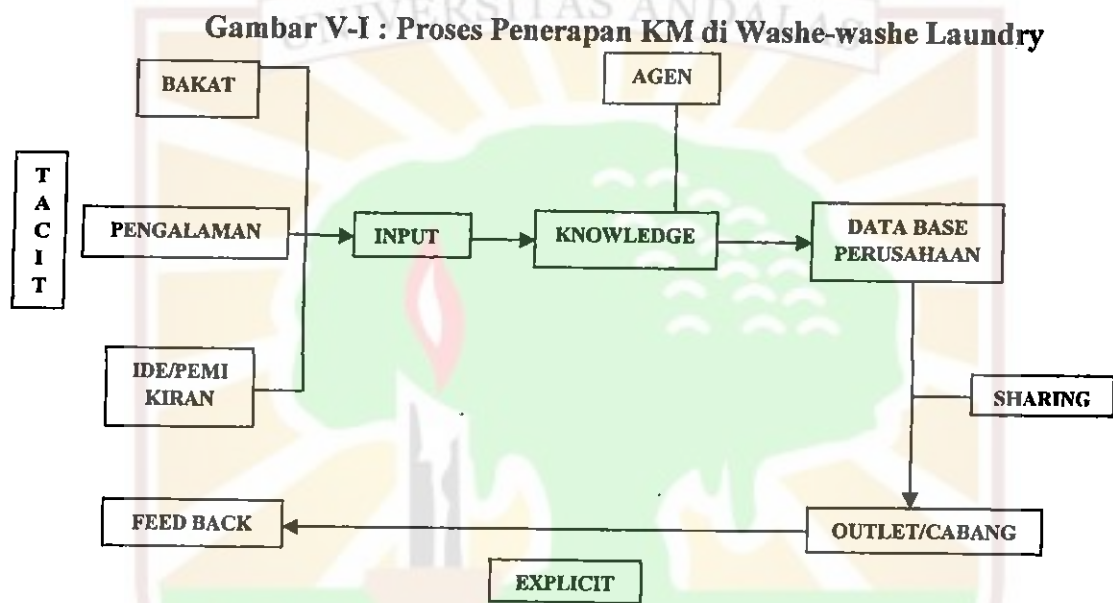 UNIVERSITAS ANDALAS
Gambar V-I : Proses Penerapan KM di Washe-washe Laundry
BAKAT
AGEN
T
A
C
I
T
PENGALAMAN
INPUT
KNOWLEDGE
DATA BASE
PERUSAHAAN
IDE/PEMI
KIRAN
SHARING
FEED BACK
OUTLET/CABANG
EXPLICIT